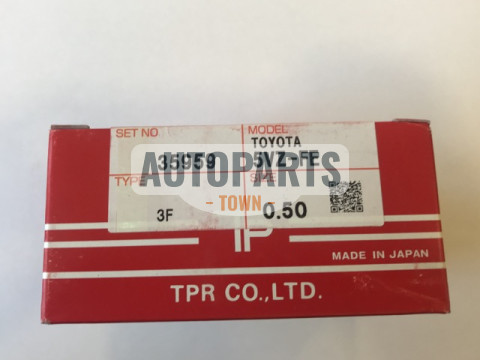 SET NO
MODEL
TOYOTA
35959
5VZ-FE
AUTOPARTS
TYPE
SIZE
- TOWN -
3F
0.50
TP
MADE IN JAPAN
TPR CO.,LTD.